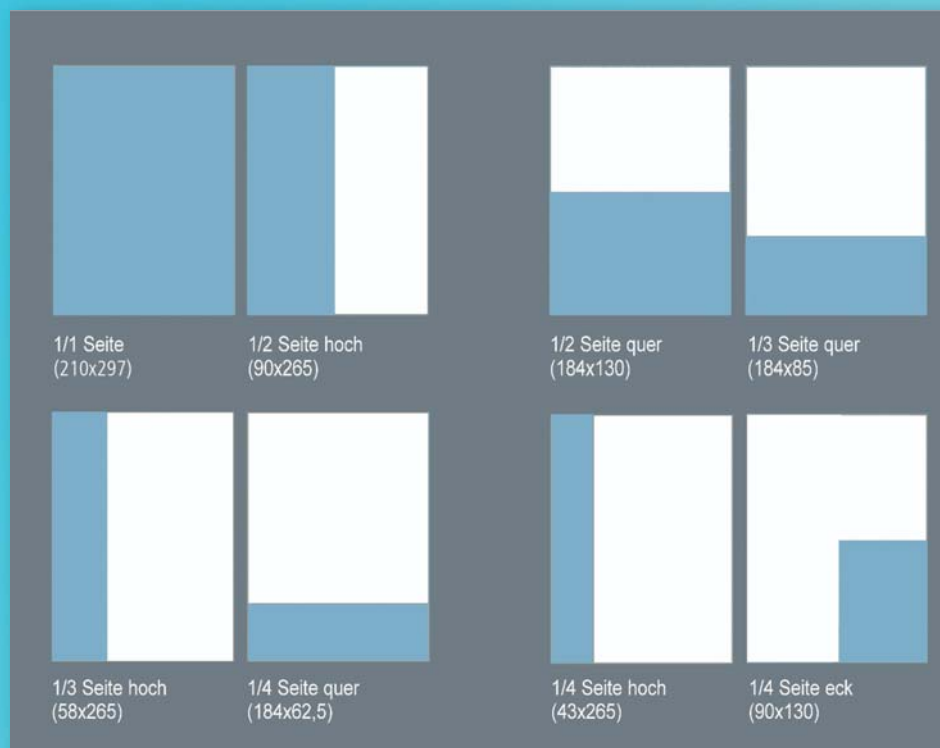 1/1 Seite
(210x297)
1/2 Seite hoch
(90x265)
1/2 Seite quer
(184x130)
1/3 Seite quer
(184x85)
1/3 Seite hoch
(58x265)
1/4 Seite quer
(184x62,5)
1/4 Seite hoch
(43x265)
1/4 Seite eck
(90x130)